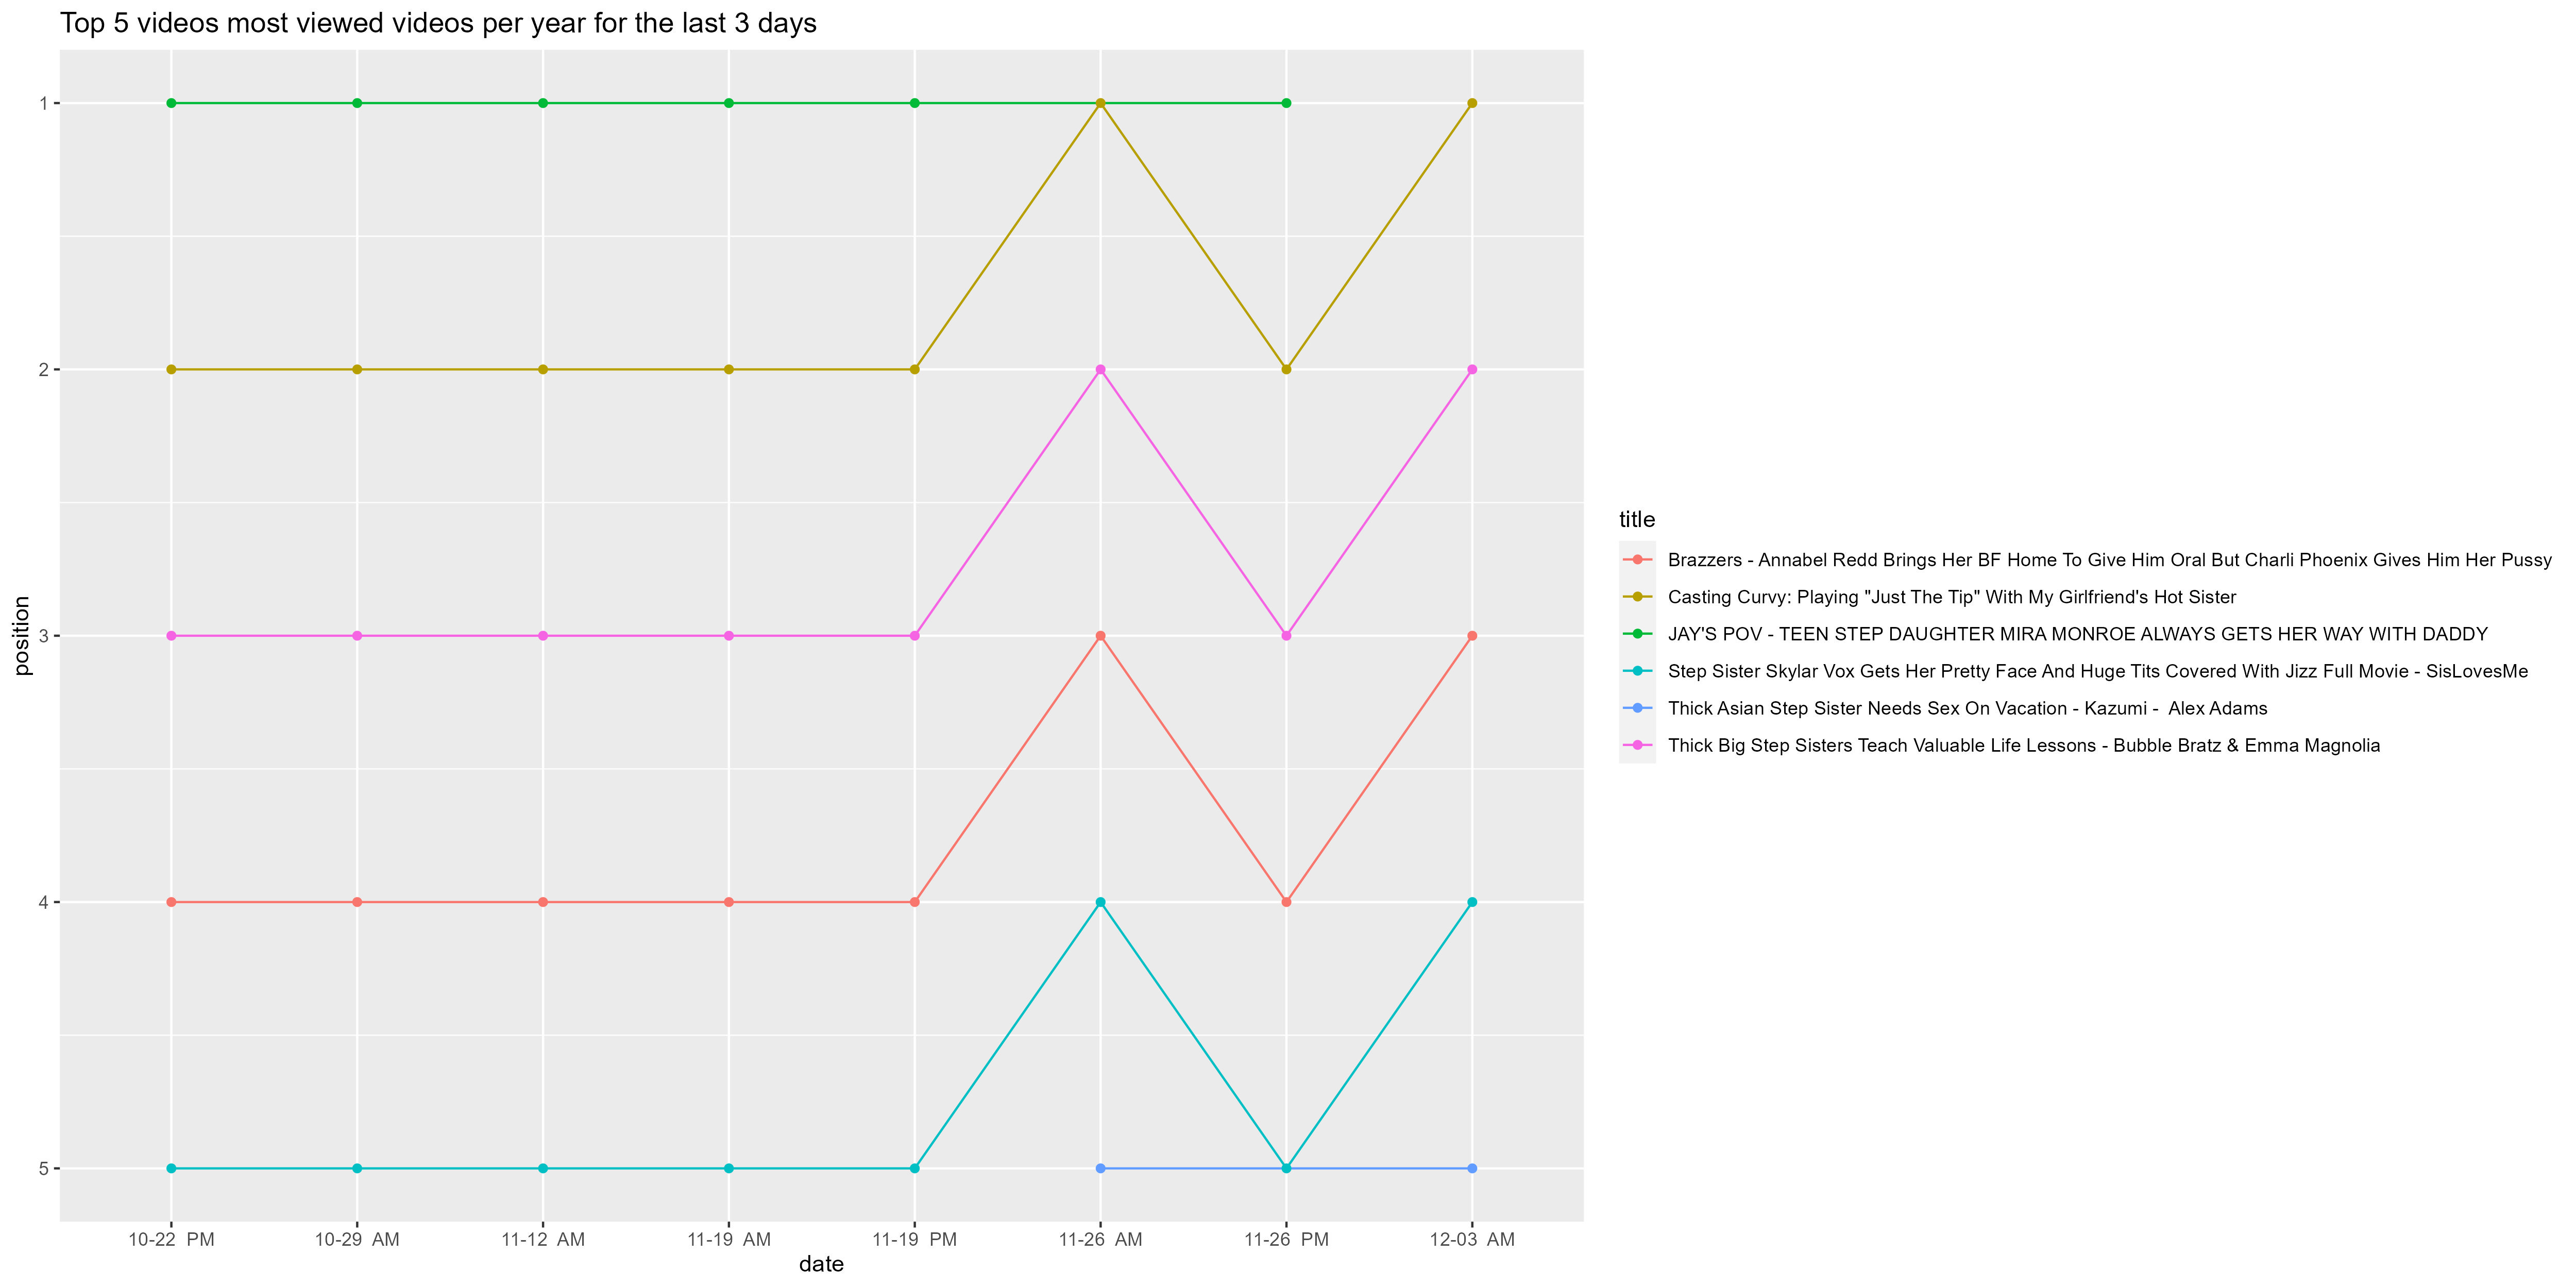 Top 5 videos most viewed videos per year for the last 3 days
position
1
2
3
4
5
10-22 PM
10-29 AM
11-12 AM
11-19 AM
11-19 PM
11-26 AM
11-26 PM
12-03 AM
date
title
Brazzers - Annabel Redd Brings Her BF Home To Give Him Oral But Charli Phoenix Gives Him Her Pussy
Casting Curvy: Playing "Just The Tip" With My Girlfriend's Hot Sister
JAY'S POV - TEEN STEP DAUGHTER MIRA MONROE ALWAYS GETS HER WAY WITH DADDY
Step Sister Skylar Vox Gets Her Pretty Face And Huge Tits Covered With Jizz Full Movie - SisLovesMe
Thick Asian Step Sister Needs Sex On Vacation - Kazumi -  Alex Adams
Thick Big Step Sisters Teach Valuable Life Lessons - Bubble Bratz & Emma Magnolia